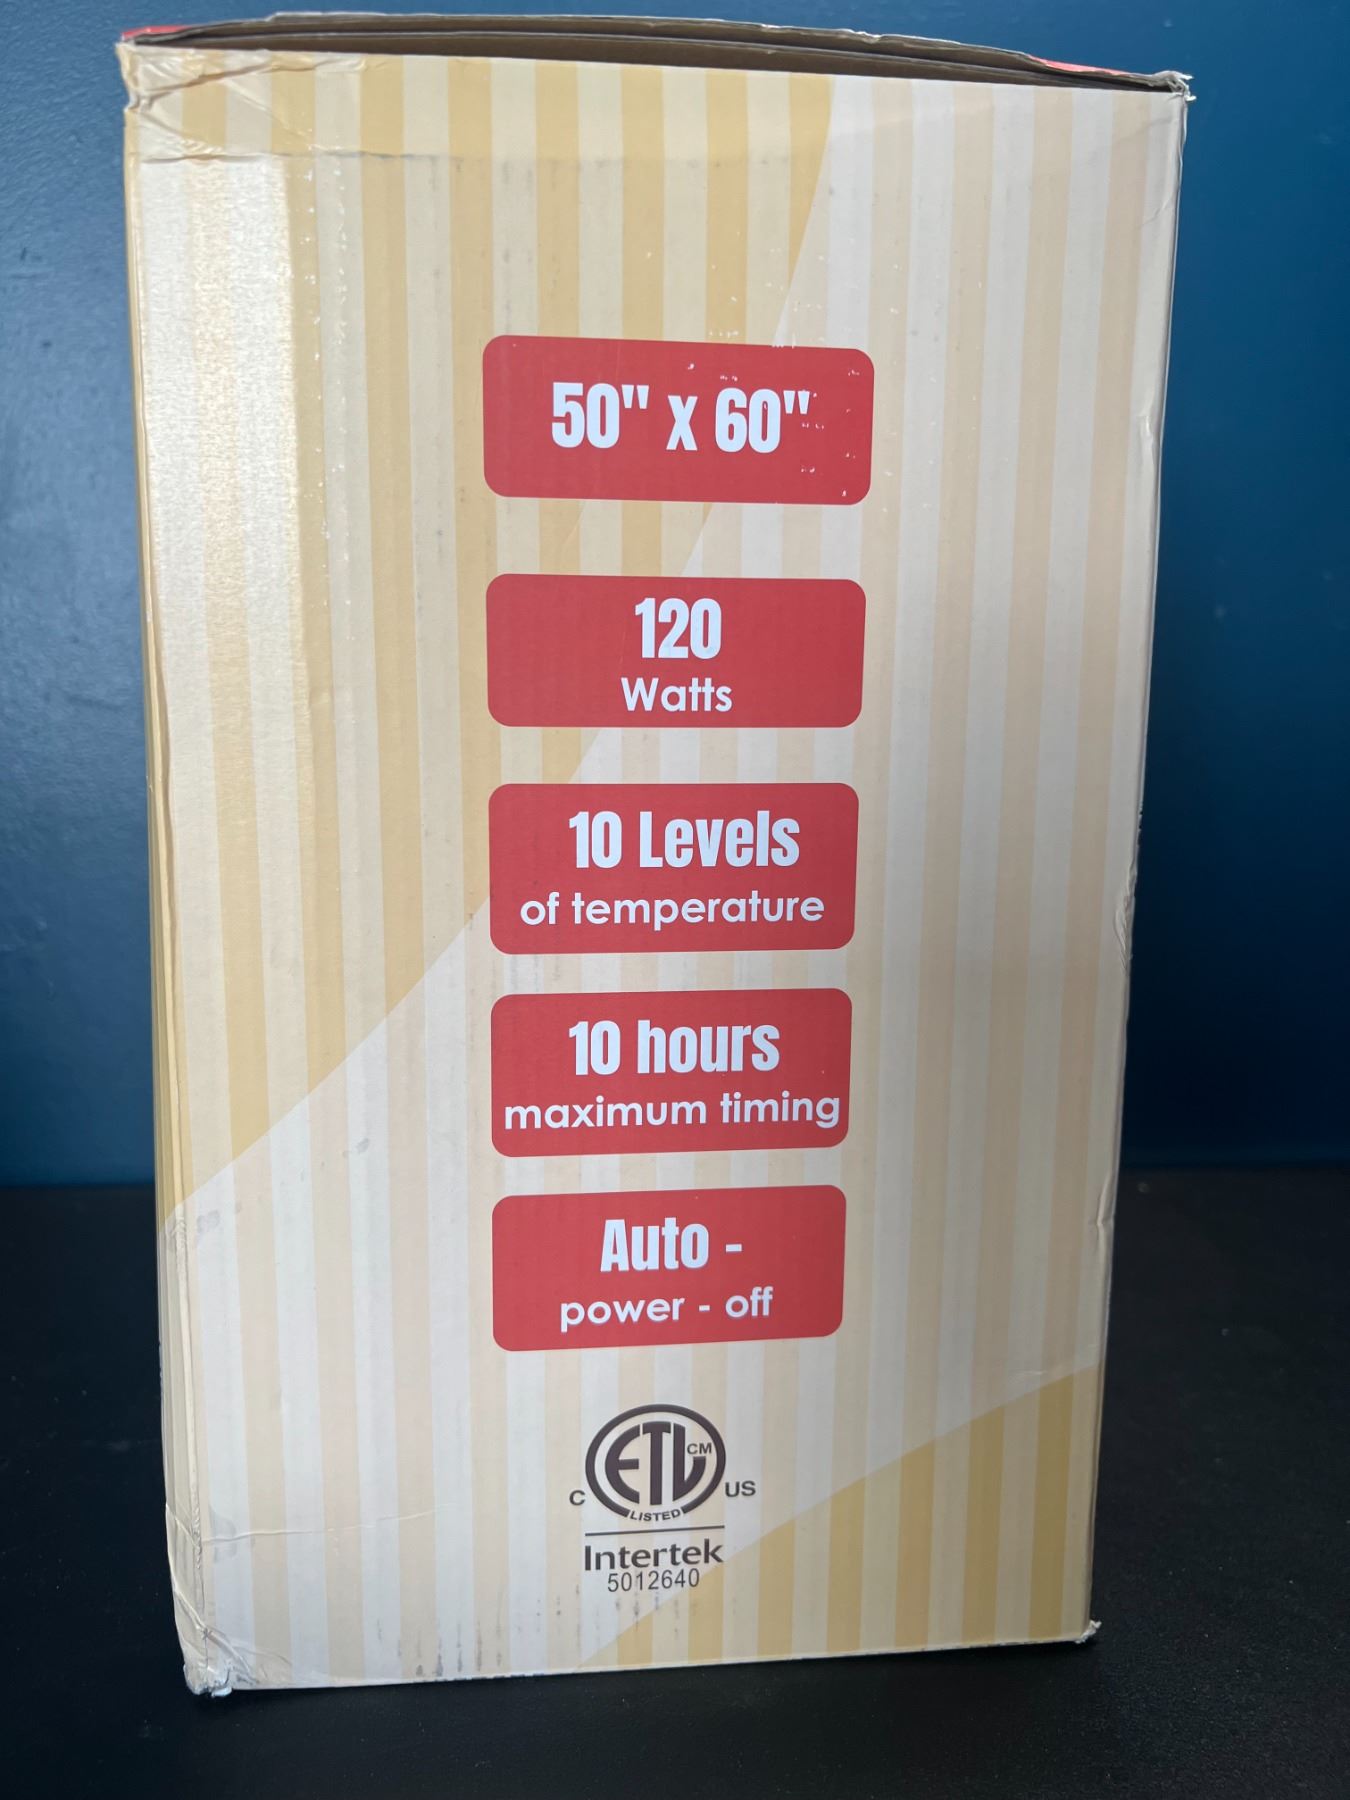 50" x 60"
120
Watts
10 Levels
of temperature
10 hours
maximum timing
Auto -
power - off
ETL CM
C US
LISTED
Intertek
5012640